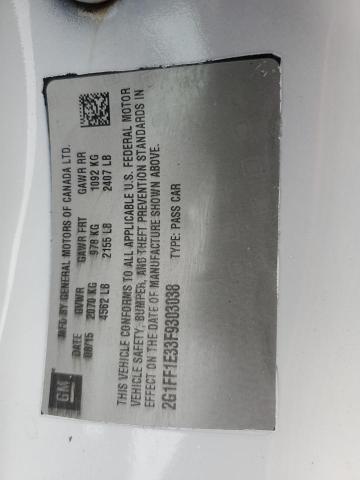 GM
MFD BY GENERAL MOTORS OF CANADA LTD.
DATE GVWR GAWR FRT GAWR RR
08/15 2070 KG 978 KG 1092 KG
4562 LB 2155 LB 2407 LB
THIS VEHICLE CONFORMS TO ALL APPLICABLE U.S. FEDERAL MOTOR
VEHICLE SAFETY, BUMPER, AND THEFT PREVENTION STANDARDS IN
EFFECT ON THE DATE OF MANUFACTURE SHOWN ABOVE.
2G1FF1E33F9303038 TYPE: PASS CAR